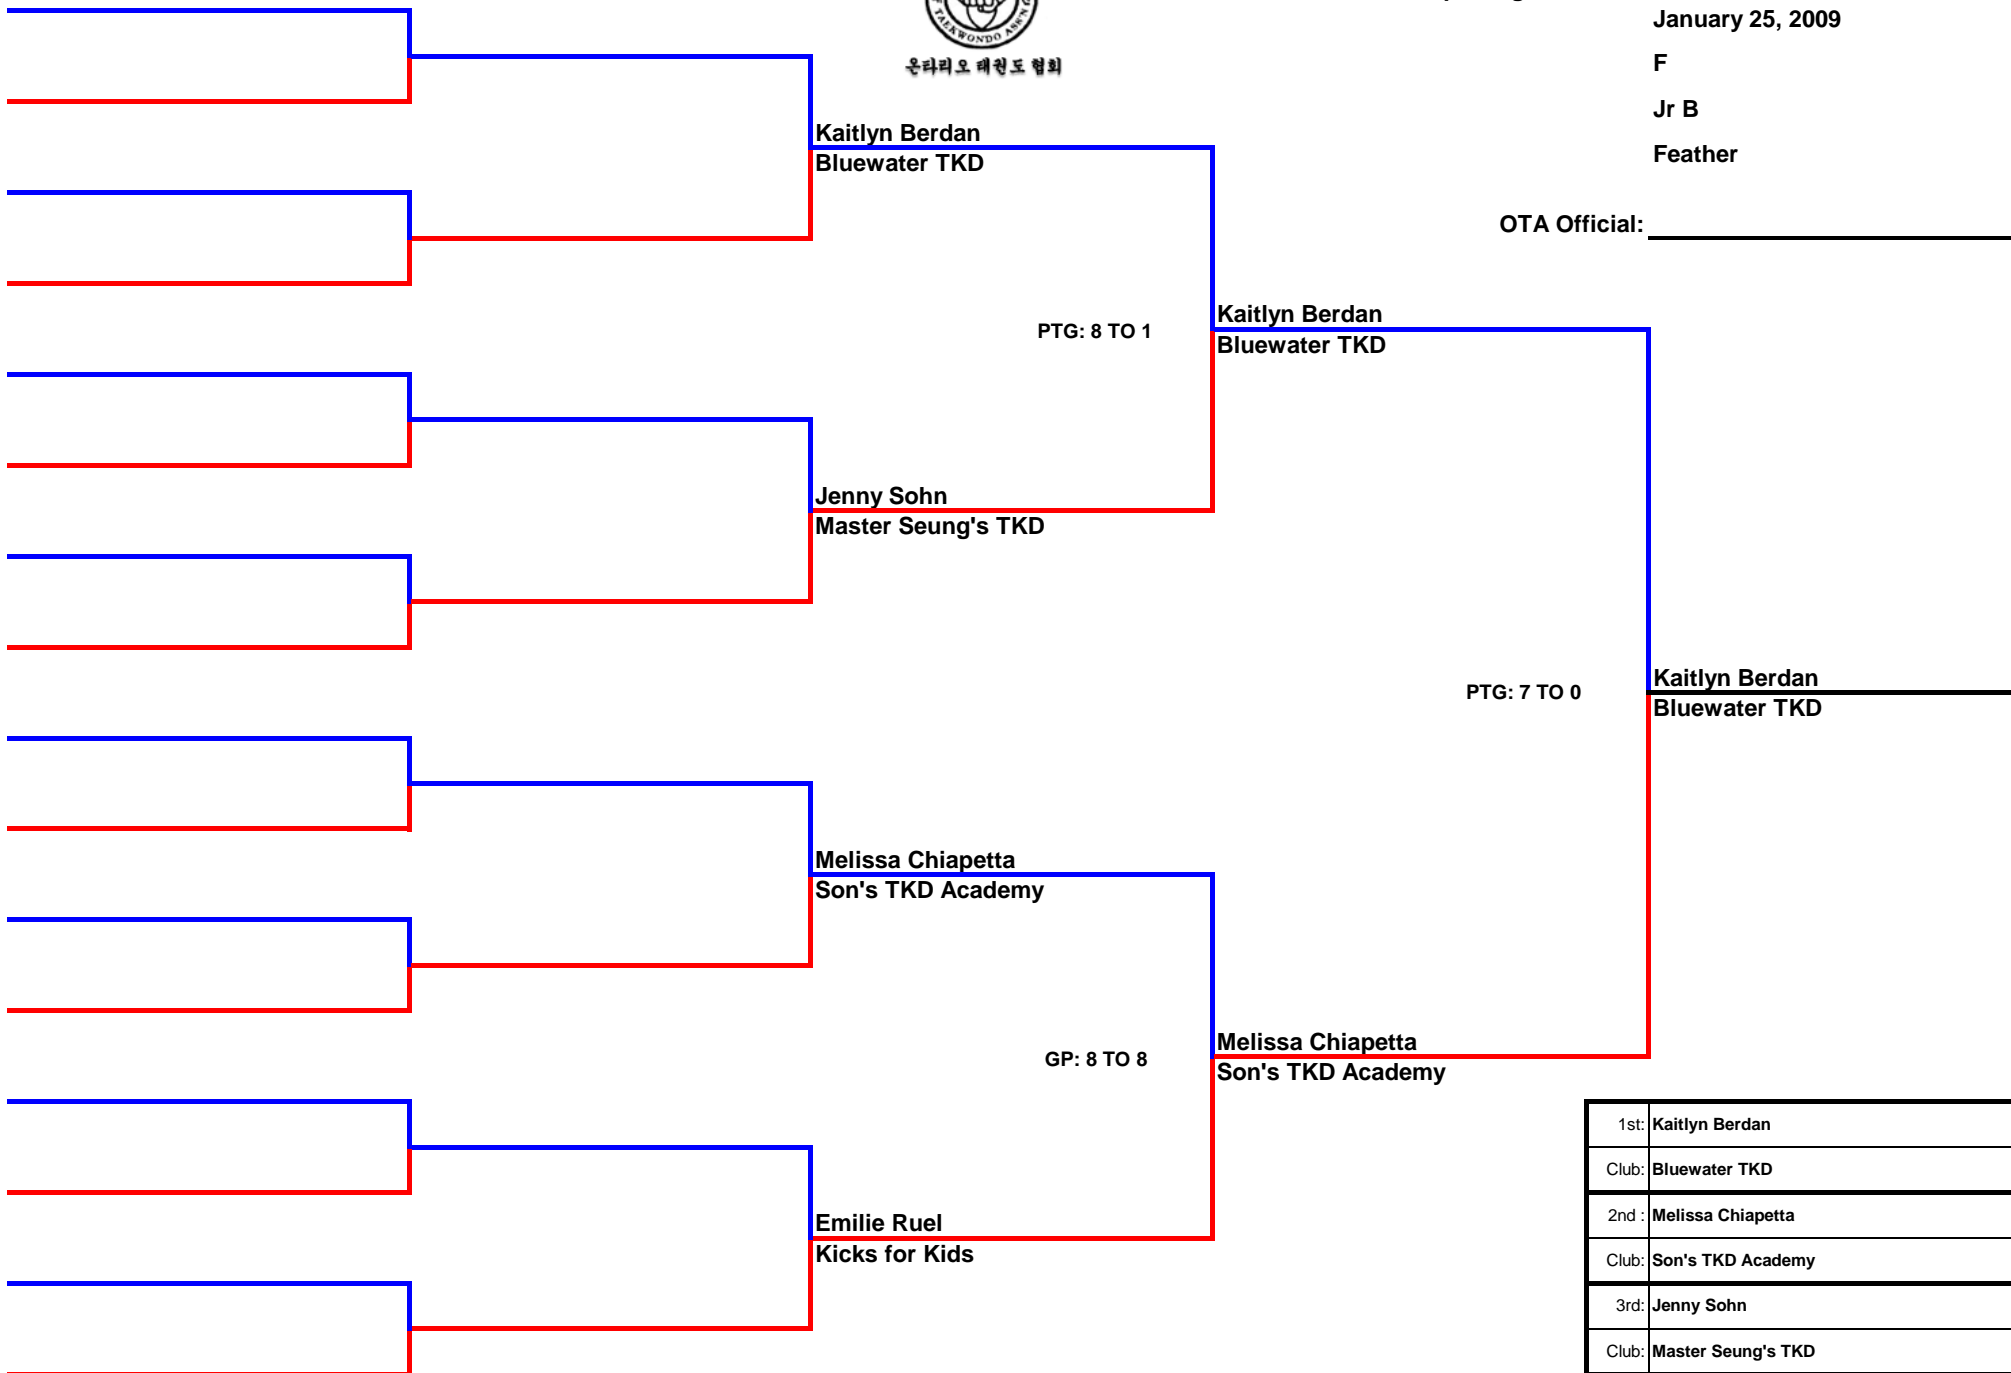 TAEKWONDO ASS'N
온타리오 태권도 협회
January 25, 2009
F
Jr B
Feather
OTA Official:
Kaitlyn Berdan
Bluewater TKD
PTG: 8 TO 1
Kaitlyn Berdan
Bluewater TKD
Jenny Sohn
Master Seung's TKD
PTG: 7 TO 0
Kaitlyn Berdan
Bluewater TKD
Melissa Chiapetta
Son's TKD Academy
GP: 8 TO 8
Melissa Chiapetta
Son's TKD Academy
Emilie Ruel
Kicks for Kids
1st: Kaitlyn Berdan
Club: Bluewater TKD
2nd : Melissa Chiapetta
Club: Son's TKD Academy
3rd: Jenny Sohn
Club: Master Seung's TKD